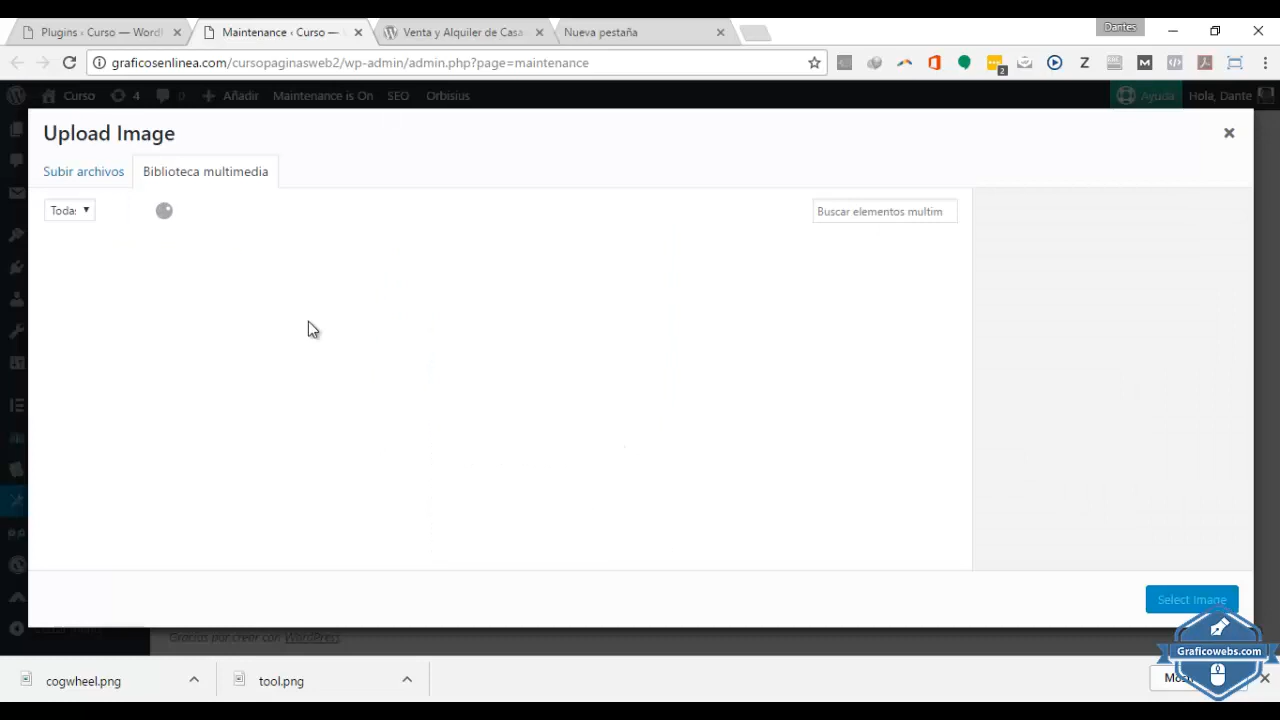 Plugins ‹ Curso — Word
Maintenance ‹ Curso —
Venta y Alquiler de Casa
Nueva pestaña
Dantes
graficosenlinea.com/cursopaginasweb2/wp-admin/admin.php?page=maintenance
2
Z
M
Curso
4
0
Añadir
Maintenance is On
SEO
Orbisius
Ayuda
Hola, Dante
Upload Image
Subir archivos
Biblioteca multimedia
Todas
Buscar elementos multim
Select Image
Gracias por crear con WordPress.
Graficowebs.com
cogwheel.png
tool.png